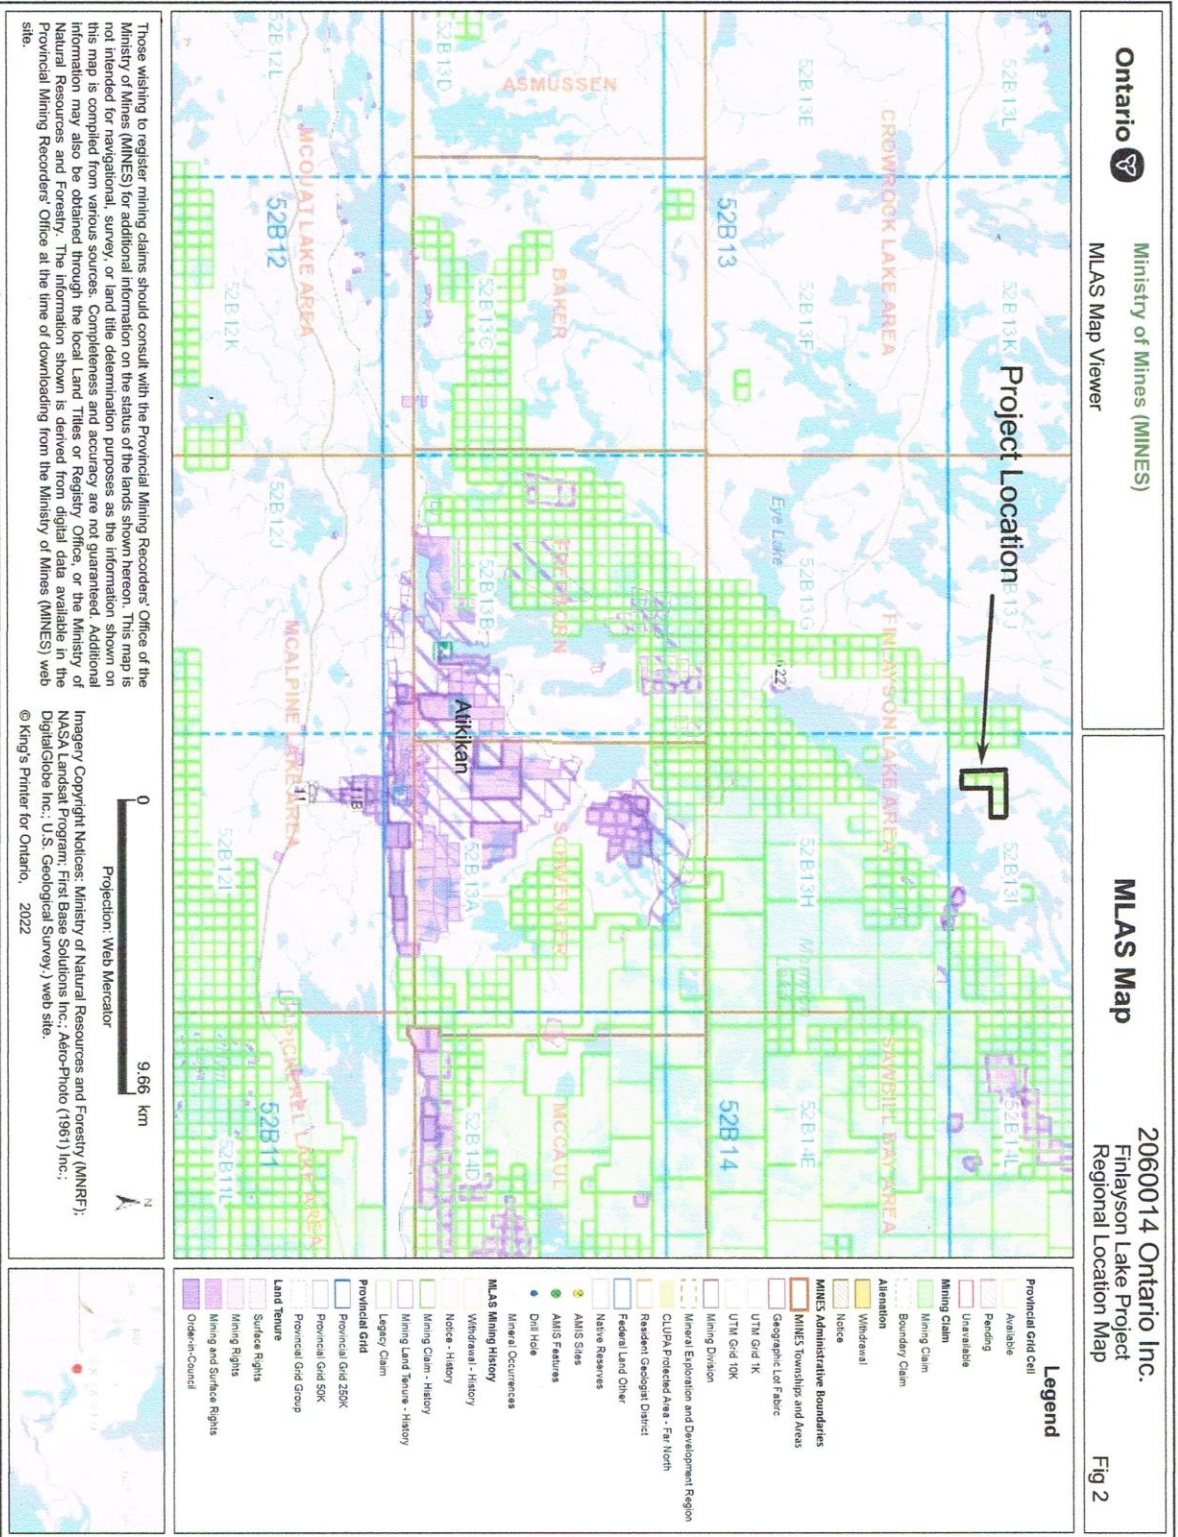 Ontario
Ministry of Mines (MINES)
MLAS Map Viewer
MLAS Map
2060014 Ontario Inc.
Finlayson Lake Project
Regional Location Map
Fig 2
52B13L
52B13K
52B13J
52B13I
52B14L
Project Location
CROWROCK LAKE AREA
FINLAYSON LAKE AREA
SAWBILL BAY AREA
52B13E
52B13F
52B13G
52B13H
52B14E
Eye Lake
22
52B13
52B14
ASMUSSEN
BAKER
FREEBORN
SCHWENGER
MCCAUL
52B13D
52B13C
52B13B
52B13A
52B14D
Atikikan
11B
11
MCQUAT LAKE AREA
MCALPINE LAKE AREA
PICKEREL LAKE AREA
52B12L
52B12
52B12K
52B12J
52B12I
52B11
52B11L
Legend
Provincial Grid Cell
Available
Pending
Unavailable
Mining Claim
Mining Claim
Boundary Claim
Alienation
Withdrawal
Notice
MINES Administrative Boundaries
MINES Townships and Areas
Geographic Lot Fabric
UTM Grid 1K
UTM Grid 10K
Mining Division
Mineral Exploration and Development Region
CLUPA Protected Area - Far North
Resident Geologist District
Federal Land Other
Native Reserves
AMIS Sites
AMIS Features
Drill Hole
Mineral Occurrences
MLAS Mining History
Withdrawal - History
Notice - History
Mining Claim - History
Mining Land Tenure - History
Legacy Claim
Provincial Grid
Provincial Grid 250K
Provincial Grid 50K
Provincial Grid Group
Land Tenure
Surface Rights
Mining Rights
Mining and Surface Rights
Order-in-Council
Those wishing to register mining claims should consult with the Provincial Mining Recorders' Office of the
Ministry of Mines (MINES) for additional information on the status of the lands shown hereon. This map is
not intended for navigational, survey, or land title determination purposes as the information shown on
this map is compiled from various sources. Completeness and accuracy are not guaranteed. Additional
information may also be obtained through the local Land Titles or Registry Office, or the Ministry of
Natural Resources and Forestry. The information shown is derived from digital data available in the
Provincial Mining Recorders' Office at the time of downloading from the Ministry of Mines (MINES) web
site.
0
9.66 km
Projection: Web Mercator
N
Imagery Copyright Notices: Ministry of Natural Resources and Forestry (MNRF);
NASA Landsat Program; First Base Solutions Inc.; Aéro-Photo (1961) Inc.;
DigitalGlobe Inc.; U.S. Geological Survey.) web site.
© King's Printer for Ontario, 2022